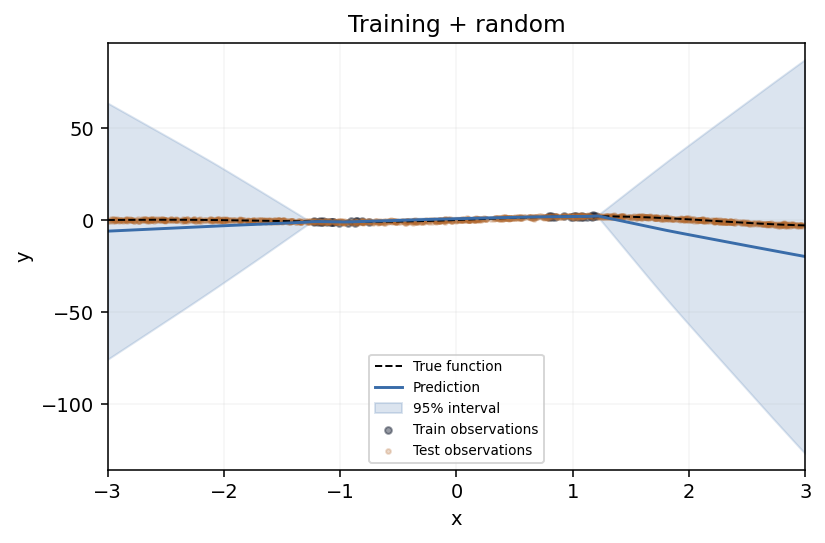 Training + random
50
0
−50
−100
y
−3
−2
−1
0
1
2
3
x
True function
Prediction
95% interval
Train observations
Test observations